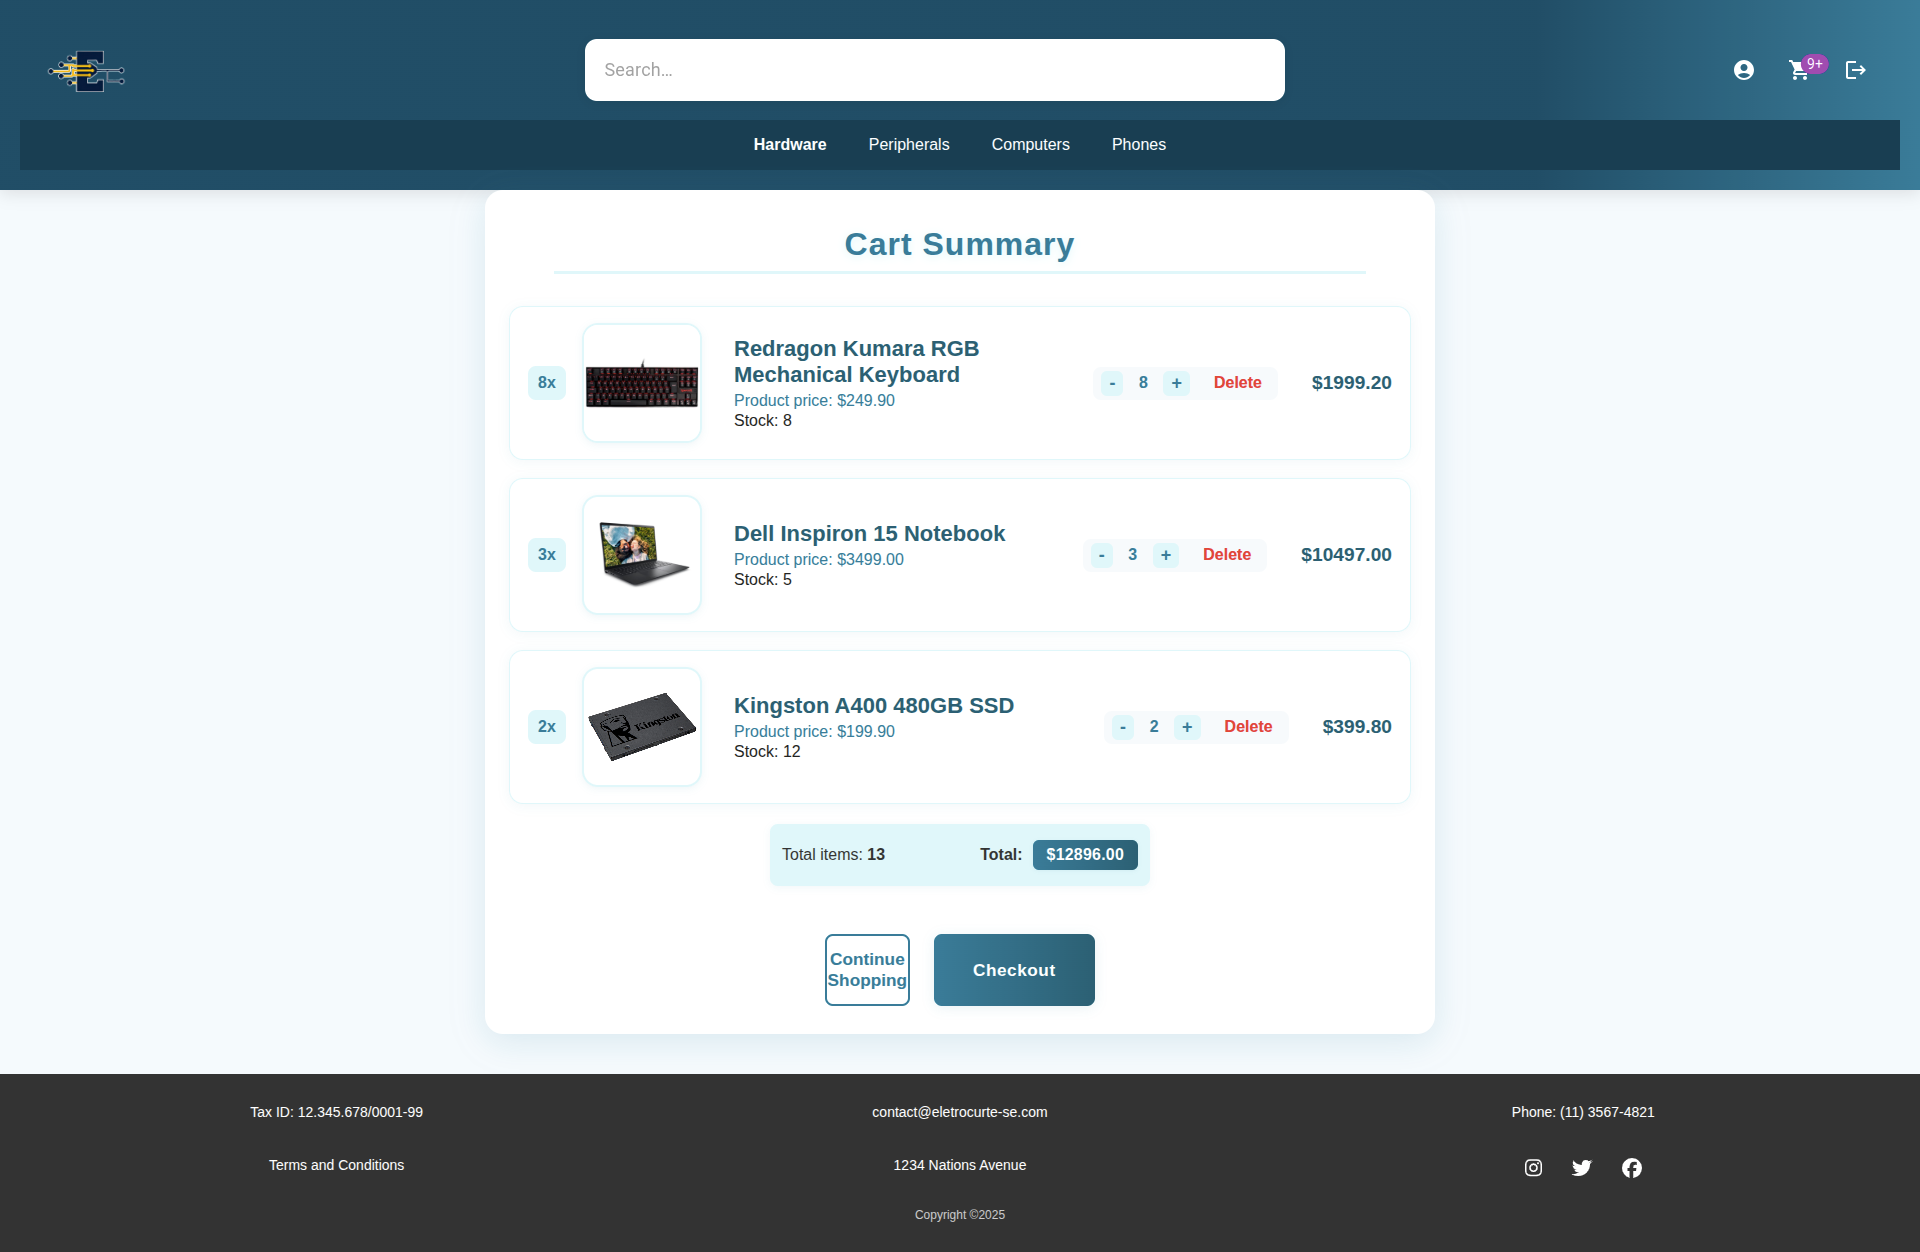 E
Search...
9+
Hardware Peripherals Computers Phones
Cart Summary
8x
Redragon Kumara RGB
Mechanical Keyboard
Product price: $249.90
Stock: 8
- 8 + Delete
$1999.20
3x
Dell Inspiron 15 Notebook
Product price: $3499.00
Stock: 5
- 3 + Delete
$10497.00
2x
Kingston
Kingston A400 480GB SSD
Product price: $199.90
Stock: 12
- 2 + Delete
$399.80
Total items: 13
Total: $12896.00
Continue
Shopping
Checkout
Tax ID: 12.345.678/0001-99
contact@eletrocurte-se.com
Phone: (11) 3567-4821
Terms and Conditions
1234 Nations Avenue
Copyright ©2025